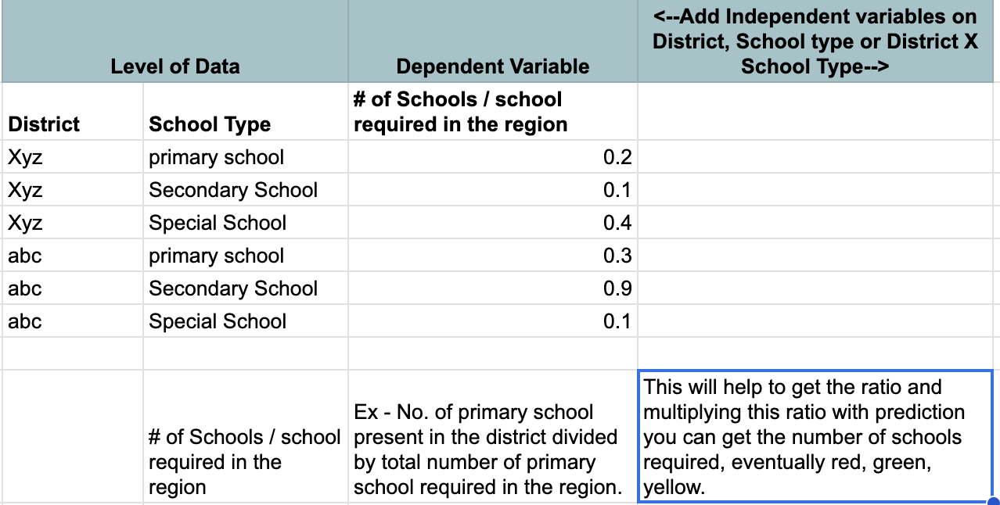 <--Add Independent variables on
District, School type or District X
School Type-->
Level of Data
Dependent Variable
# of Schools / school
required in the region
District
School Type
Xyz
primary school
0.2
Xyz
Secondary School
0.1
Xyz
Special School
0.4
abc
primary school
0.3
abc
Secondary School
0.9
abc
Special School
0.1
# of Schools / school
required in the
region
Ex - No. of primary school
present in the district divided
by total number of primary
school required in the region.
This will help to get the ratio and
multiplying this ratio with prediction
you can get the number of schools
required, eventually red, green,
yellow.